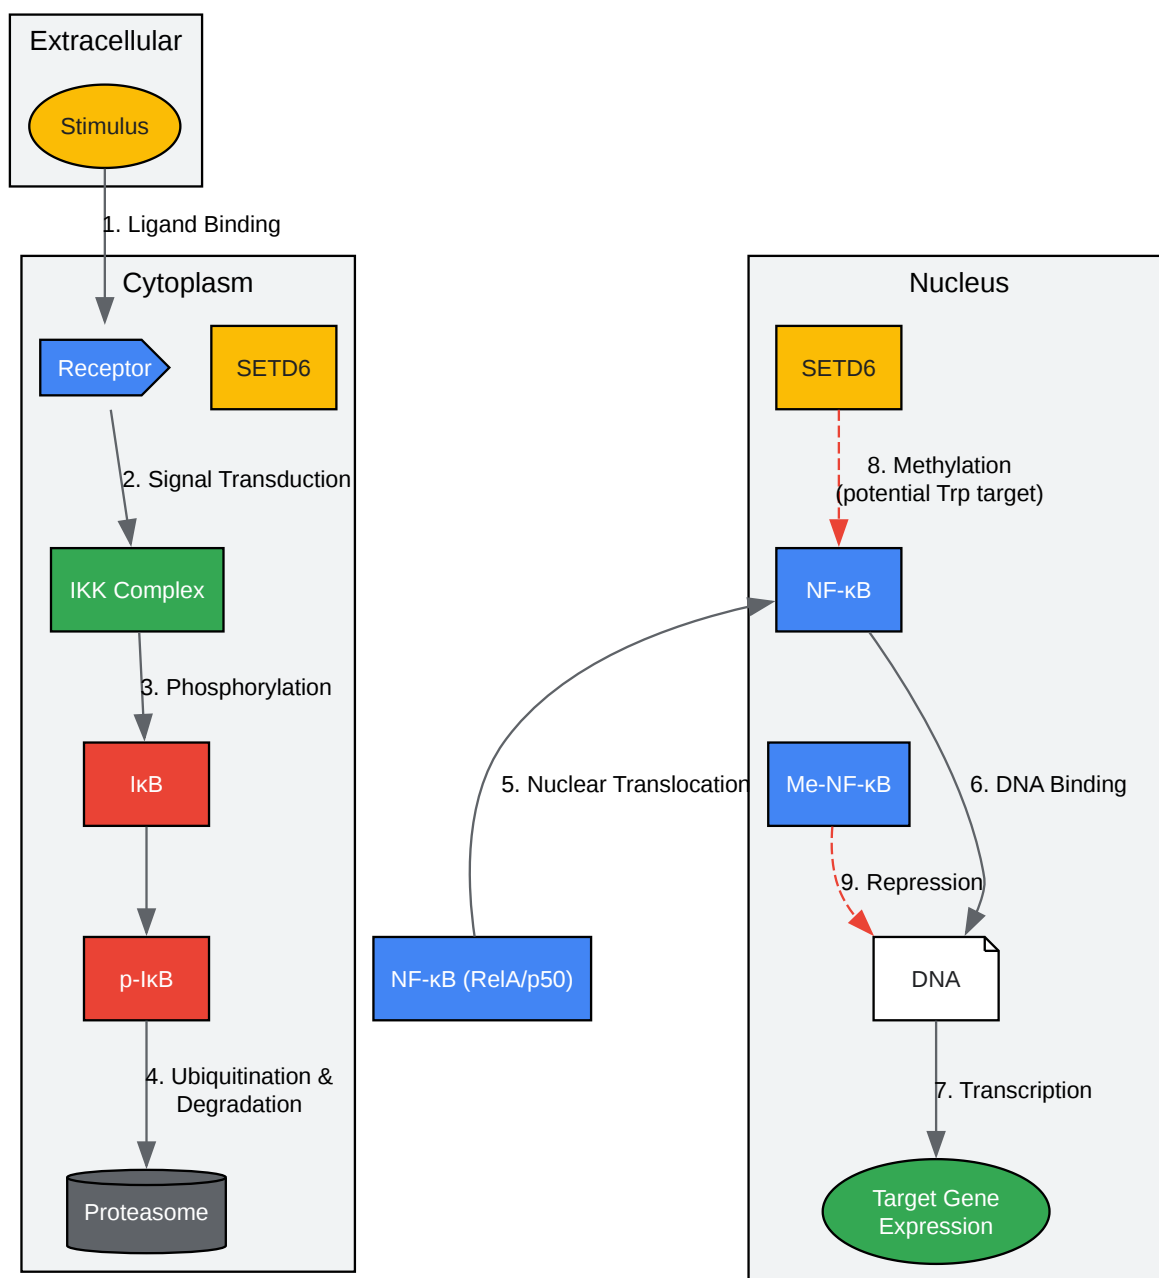 Extracellular
Stimulus
1. Ligand Binding
Cytoplasm
Receptor
SETD6
2. Signal Transduction
IKK Complex
3. Phosphorylation
IκB
p-IκB
4. Ubiquitination &
Degradation
Proteasome
NF-κB (RelA/p50)
5. Nuclear Translocation
Nucleus
SETD6
8. Methylation
(potential Trp target)
NF-κB
Me-NF-κB
6. DNA Binding
9. Repression
DNA
7. Transcription
Target Gene
Expression